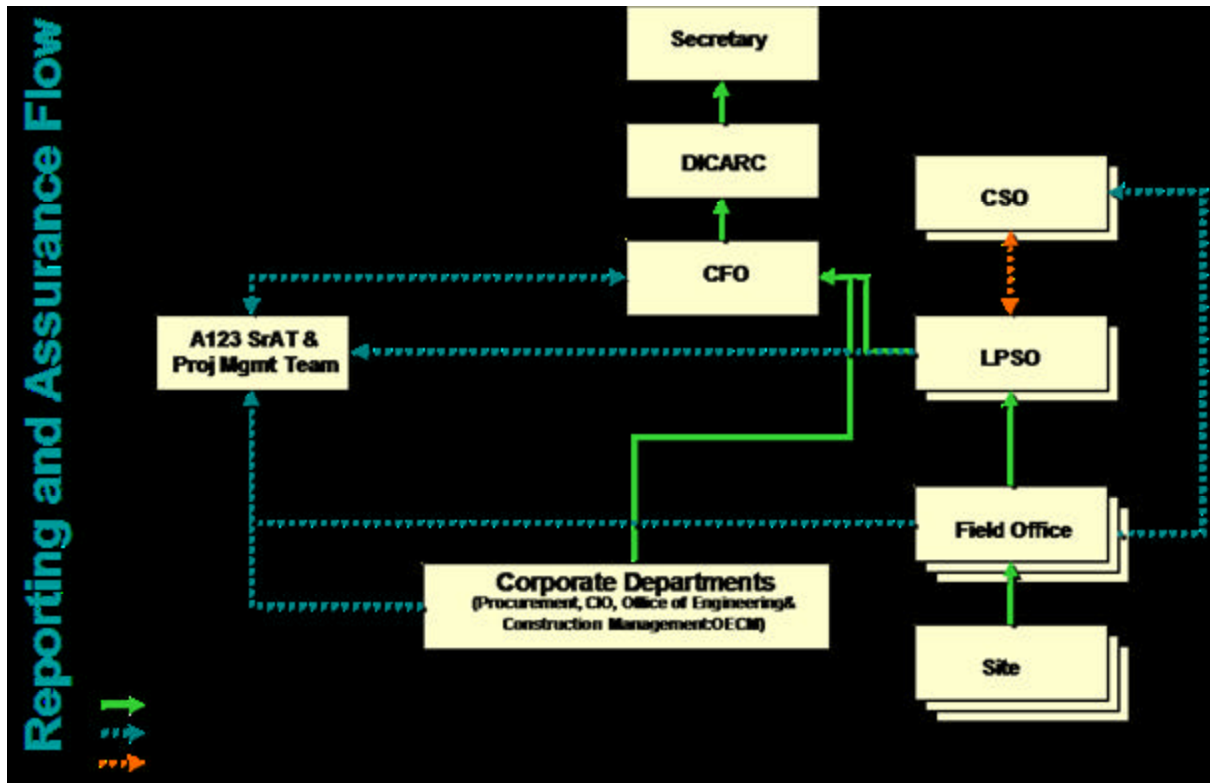 Reporting and Assurance Flow
Secretary
DICARC
CSO
CFO
A123 SrAT &
Proj Mgmt Team
LPSO
Field Office
Corporate Departments
(Procurement, CIO, Office of Engineering&
Construction Management:OECM)
Site